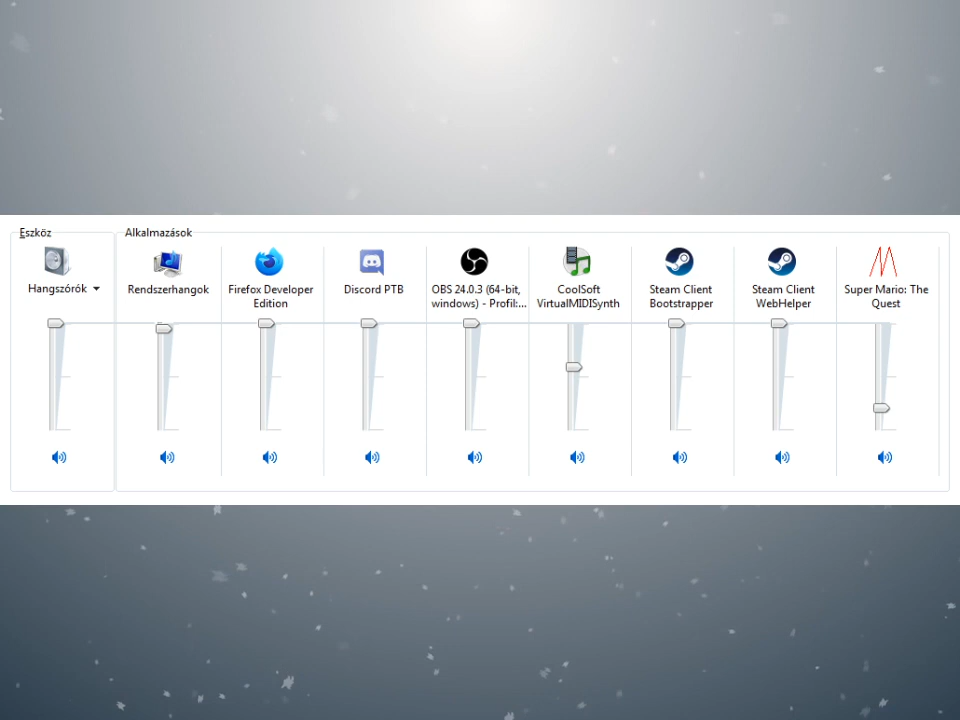 Eszköz
Alkalmazások
Hangszórók
Rendszerhangok
Firefox Developer
Edition
Discord PTB
OBS 24.0.3 (64-bit,
windows) - Profil:...
CoolSoft
VirtualMIDISynth
Steam Client
Bootstrapper
Steam Client
WebHelper
Super Mario: The
Quest